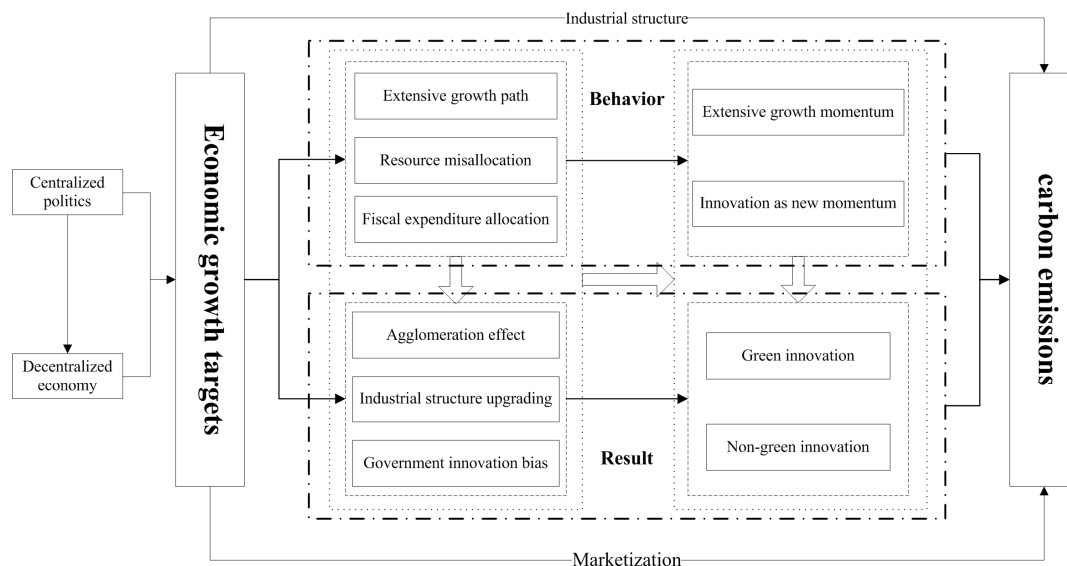 Industrial structure
Centralized
politics
Decentralized
economy
Economic growth targets
Behavior
Extensive growth path
Resource misallocation
Fiscal expenditure allocation
Extensive growth momentum
Innovation as new momentum
Agglomeration effect
Industrial structure upgrading
Government innovation bias
Result
Green innovation
Non-green innovation
carbon emissions
Marketization